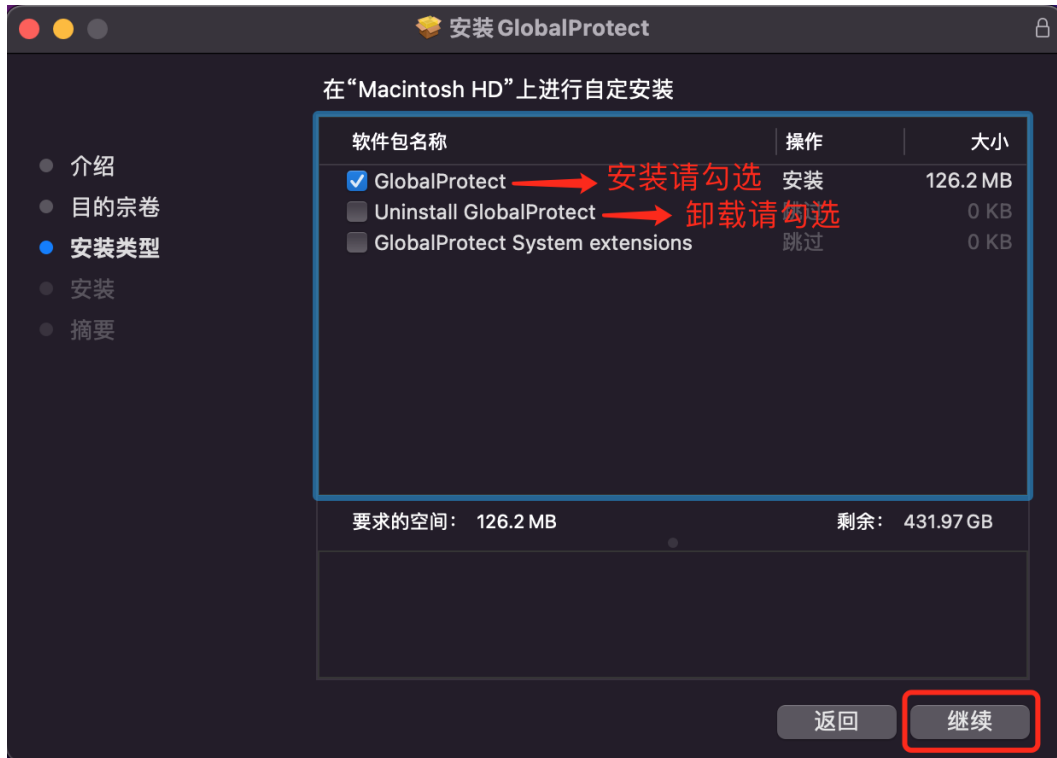 安装GlobalProtect
在“Macintosh HD”上进行自定安装
介绍
目的宗卷
安装类型
安装
摘要
软件包名称 操作 大小
GlobalProtect 安装请勾选 安装 126.2 MB
Uninstall GlobalProtect 卸载请勾选 跳过 0 KB
GlobalProtect System extensions 跳过 0 KB
要求的空间： 126.2 MB 剩余： 431.97 GB
返回 继续